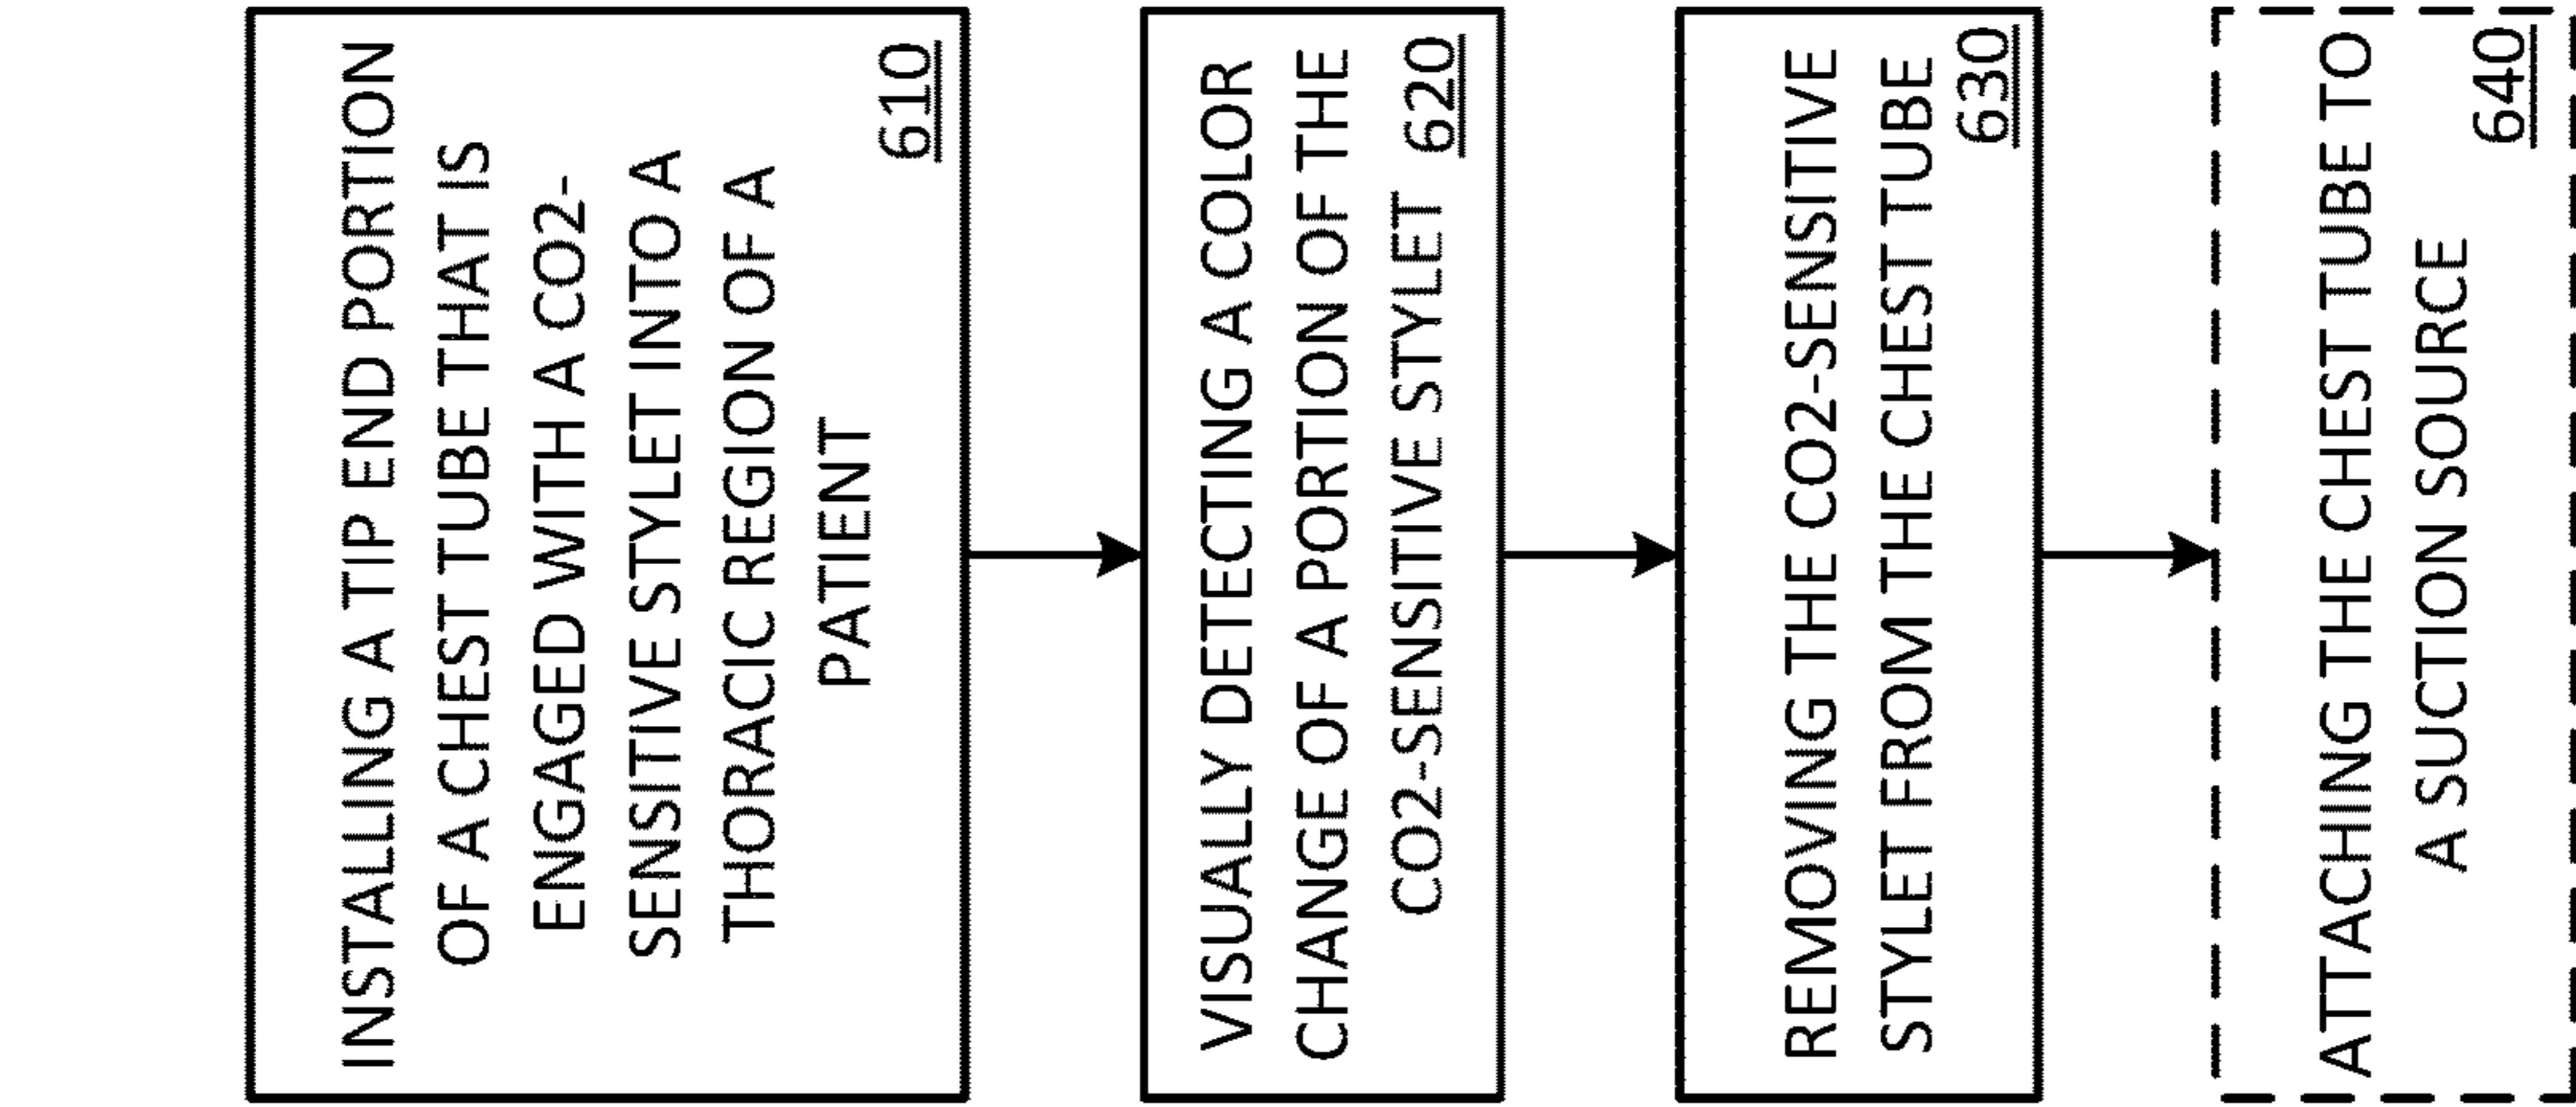 INSTALLING A TIP END PORTION
OF A CHEST TUBE THAT IS
ENGAGED WITH A CO2-
SENSITIVE STYLET INTO A
THORACIC REGION OF A
PATIENT
610
VISUALLY DETECTING A COLOR
CHANGE OF A PORTION OF THE
CO2-SENSITIVE STYLET 620
REMOVING THE CO2-SENSITIVE
STYLET FROM THE CHEST TUBE
630
ATTACHING THE CHEST TUBE TO
A SUCTION SOURCE
640